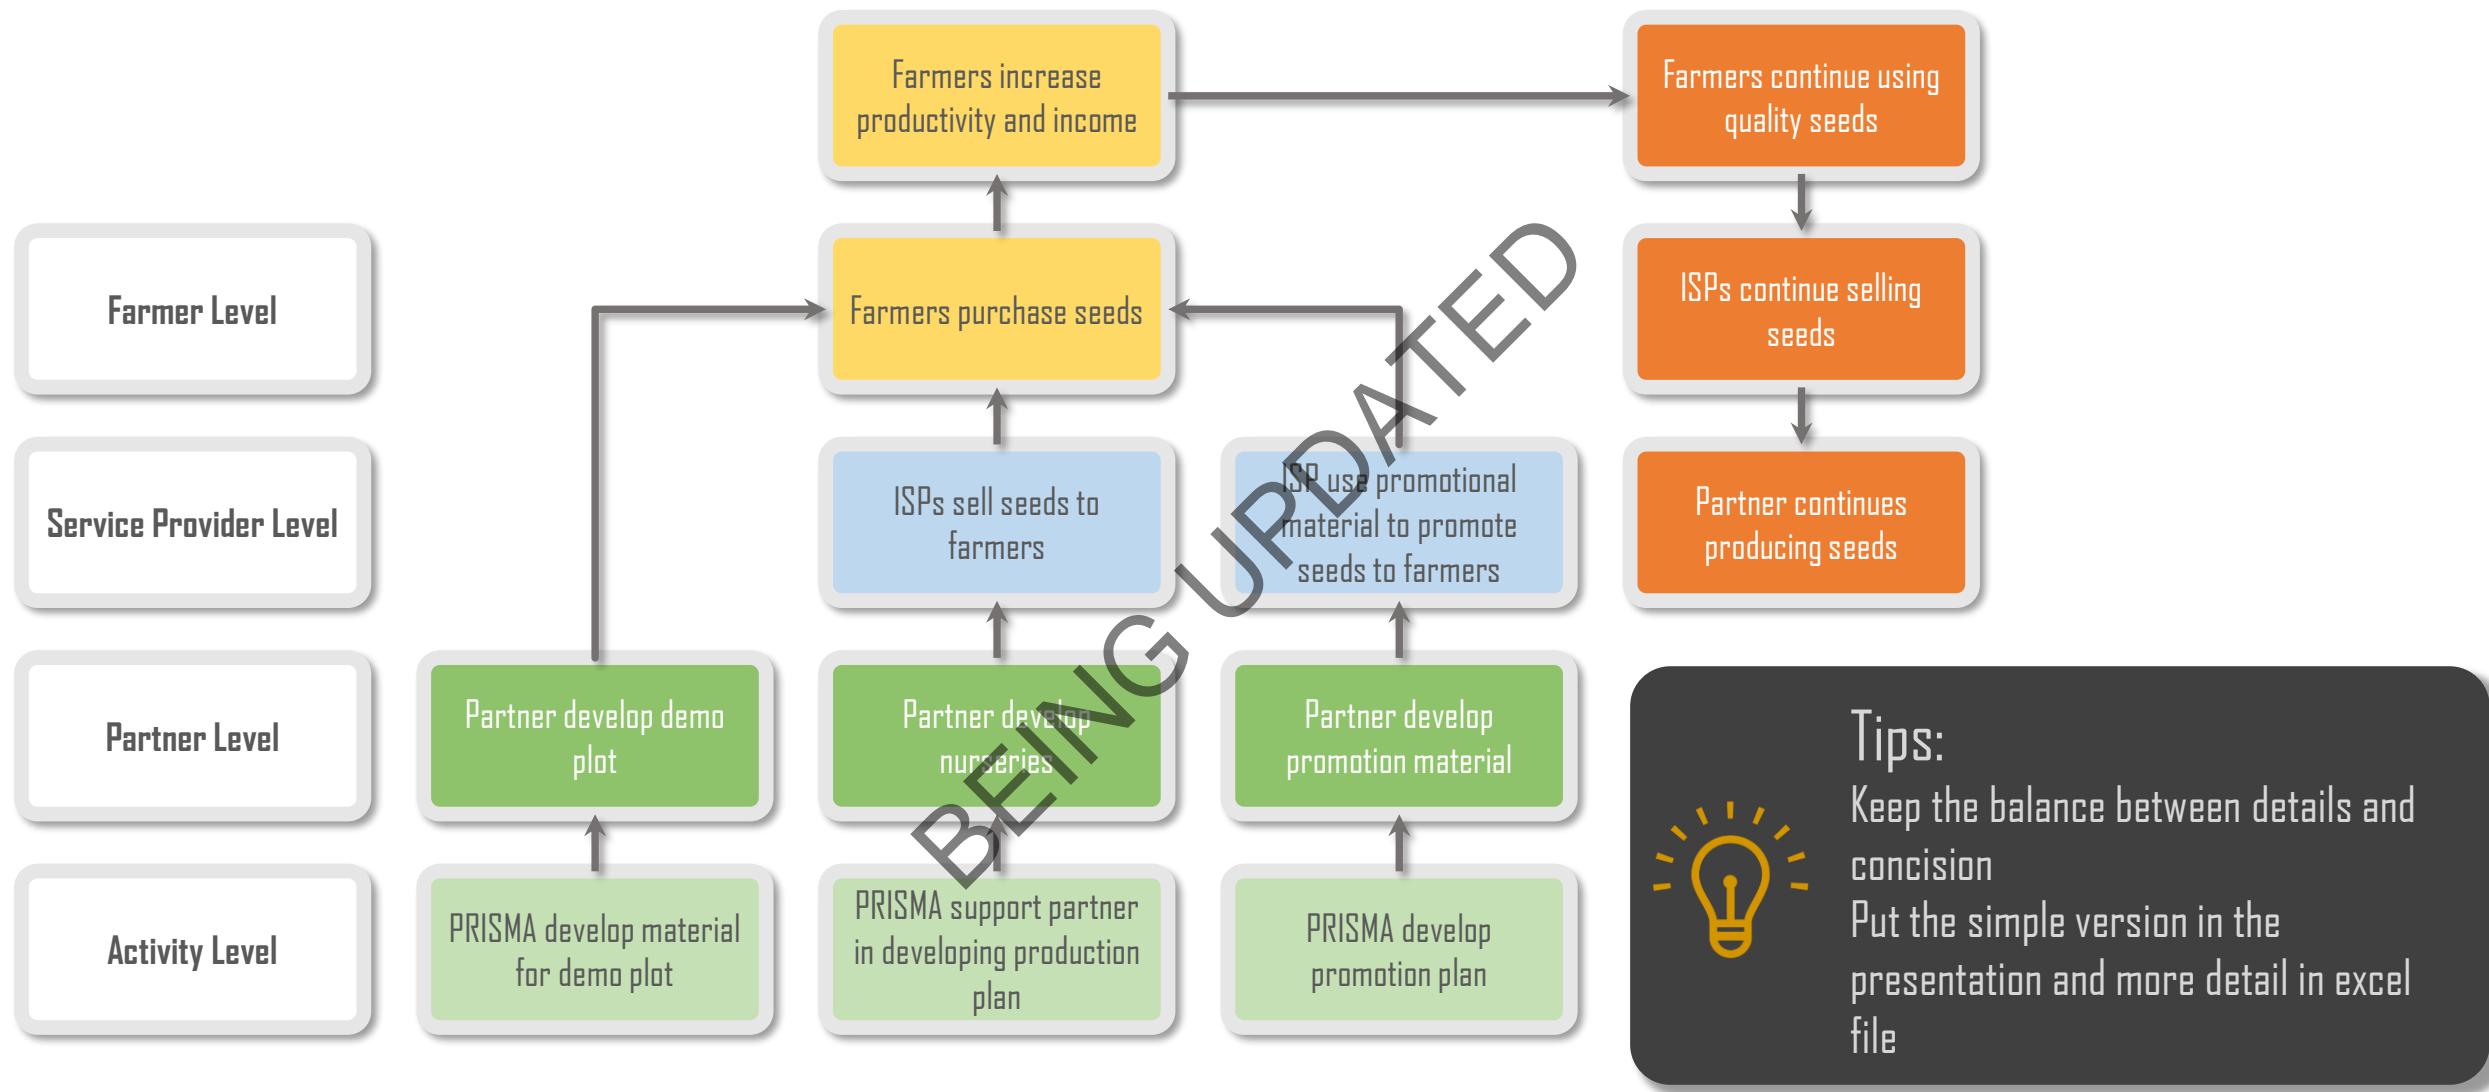 Farmers increase
productivity and income
Farmers continue using
quality seeds
Farmer Level
Farmers purchase seeds
ISPs continue selling
seeds
Service Provider Level
ISPs sell seeds to
farmers
ISP use promotional
material to promote
seeds to farmers
Partner continues
producing seeds
Partner Level
Partner develop demo
plot
Partner develop
nurseries
Partner develop
promotion material
Activity Level
PRISMA develop material
for demo plot
PRISMA support partner
in developing production
plan
PRISMA develop
promotion plan
Tips:
Keep the balance between details and
concision
Put the simple version in the
presentation and more detail in excel
file
BEING UPDATED